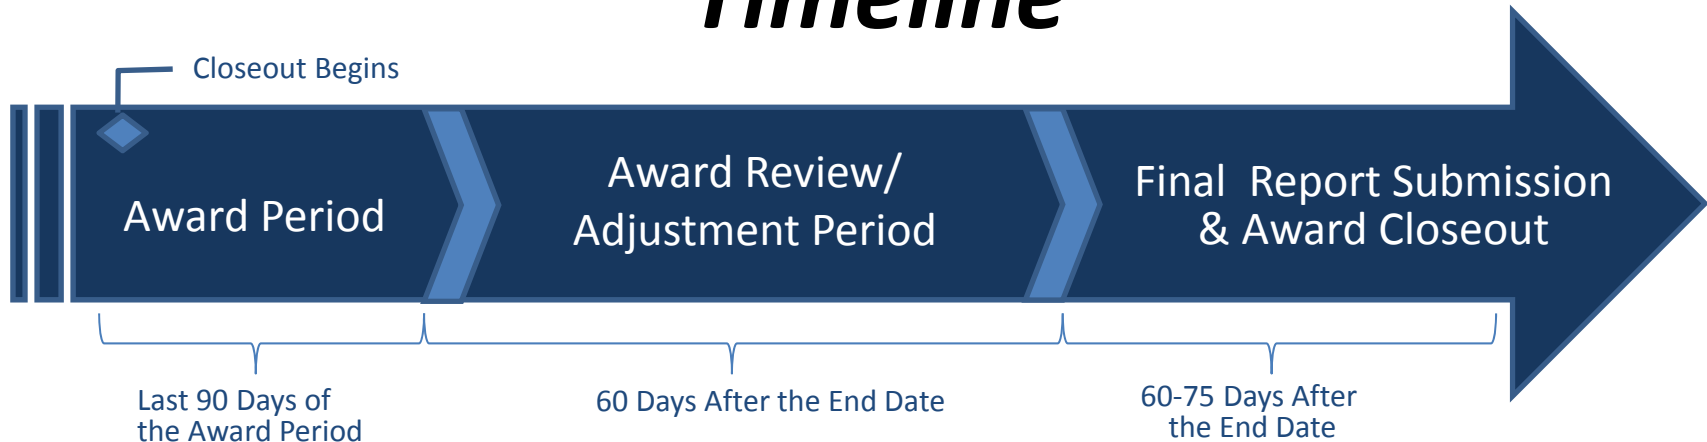 Timeline
Closeout Begins
Award Period
Award Review/
Adjustment Period
Final Report Submission
& Award Closeout
Last 90 Days of
the Award Period
60 Days After the End Date
60-75 Days After
the End Date